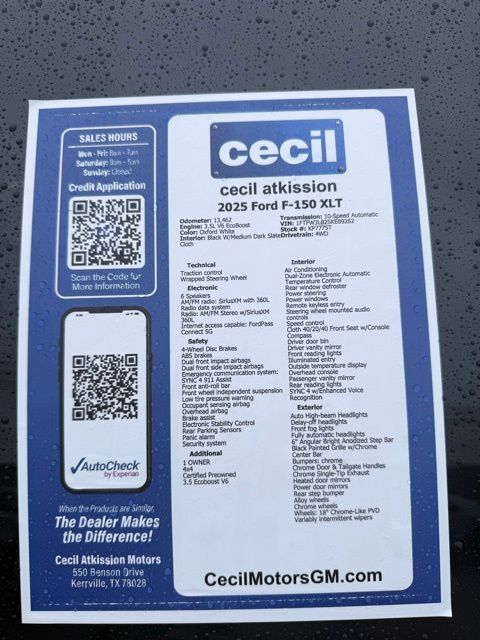 SALES HOURS
Mon - Fri: 8am - 7pm
Saturday: 9am - 5pm
Sunday: Closed
Credit Application
Scan the Code for
More Information
AutoCheck
by Experian
When the Products are Similar,
The Dealer Makes
the Difference!
Cecil Atkission Motors
550 Benson Drive
Kerrville, TX 78028
cecil
cecil atkission
2025 Ford F-150 XLT
Odometer: 13,462
Engine: 3.5L V6 EcoBoost
Color: Oxford White
Interior: Black W/Medium Dark Slate
Cloth
Transmission: 10-Speed Automatic
VIN: 1FTFW3L82SKE89262
Stock #: KP7775T
Drivetrain: 4WD
Technical
Traction control
Wrapped Steering Wheel
Electronic
6 Speakers
AM/FM radio: SiriusXM with 360L
Radio data system
Radio: AM/FM Stereo w/SiriusXM
360L
Internet access capable: FordPass
Connect 5G
Safety
4-Wheel Disc Brakes
ABS brakes
Dual front impact airbags
Dual front side impact airbags
Emergency communication system:
SYNC 4 911 Assist
Front anti-roll bar
Front wheel independent suspension
Low tire pressure warning
Occupant sensing airbag
Overhead airbag
Brake assist
Electronic Stability Control
Rear Parking Sensors
Panic alarm
Security system
Additional
1 OWNER
4x4
Certified Preowned
3.5 Ecoboost V6
Interior
Air Conditioning
Dual-Zone Electronic Automatic
Temperature Control
Rear window defroster
Power steering
Power windows
Remote keyless entry
Steering wheel mounted audio
controls
Speed control
Cloth 40/20/40 Front Seat w/Console
Compass
Driver door bin
Driver vanity mirror
Front reading lights
Illuminated entry
Outside temperature display
Overhead console
Passenger vanity mirror
Rear reading lights
SYNC 4 w/Enhanced Voice
Recognition
Exterior
Auto High-beam Headlights
Delay-off headlights
Front fog lights
Fully automatic headlights
6" Angular Bright Anodized Step Bar
Black Painted Grille w/Chrome
Center Bar
Bumpers: chrome
Chrome Door & Tailgate Handles
Chrome Single-Tip Exhaust
Heated door mirrors
Power door mirrors
Rear step bumper
Alloy wheels
Chrome wheels
Wheels: 18" Chrome-Like PVD
Variably intermittent wipers
CecilMotorsGM.com